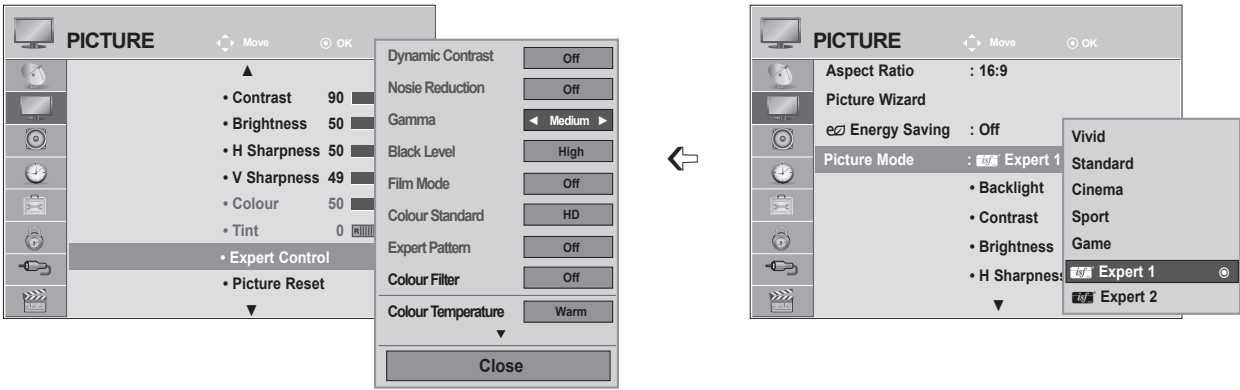 PICTURE Move OK
• Contrast 90
• Brightness 50
• H Sharpness 50
• V Sharpness 49
• Colour 50
• Tint 0 R
• Expert Control
• Picture Reset
Dynamic Contrast Off
Nosie Reduction Off
Gamma Medium
Black Level High
Film Mode Off
Colour Standard HD
Expert Pattern Off
Colour Filter Off
Colour Temperature Warm
Close
PICTURE Move OK
Aspect Ratio : 16:9
Picture Wizard
Energy Saving : Off
Picture Mode : isf Expert 1
• Backlight
• Contrast
• Brightness
• H Sharpness
Vivid
Standard
Cinema
Sport
Game
isf Expert 1
isf Expert 2